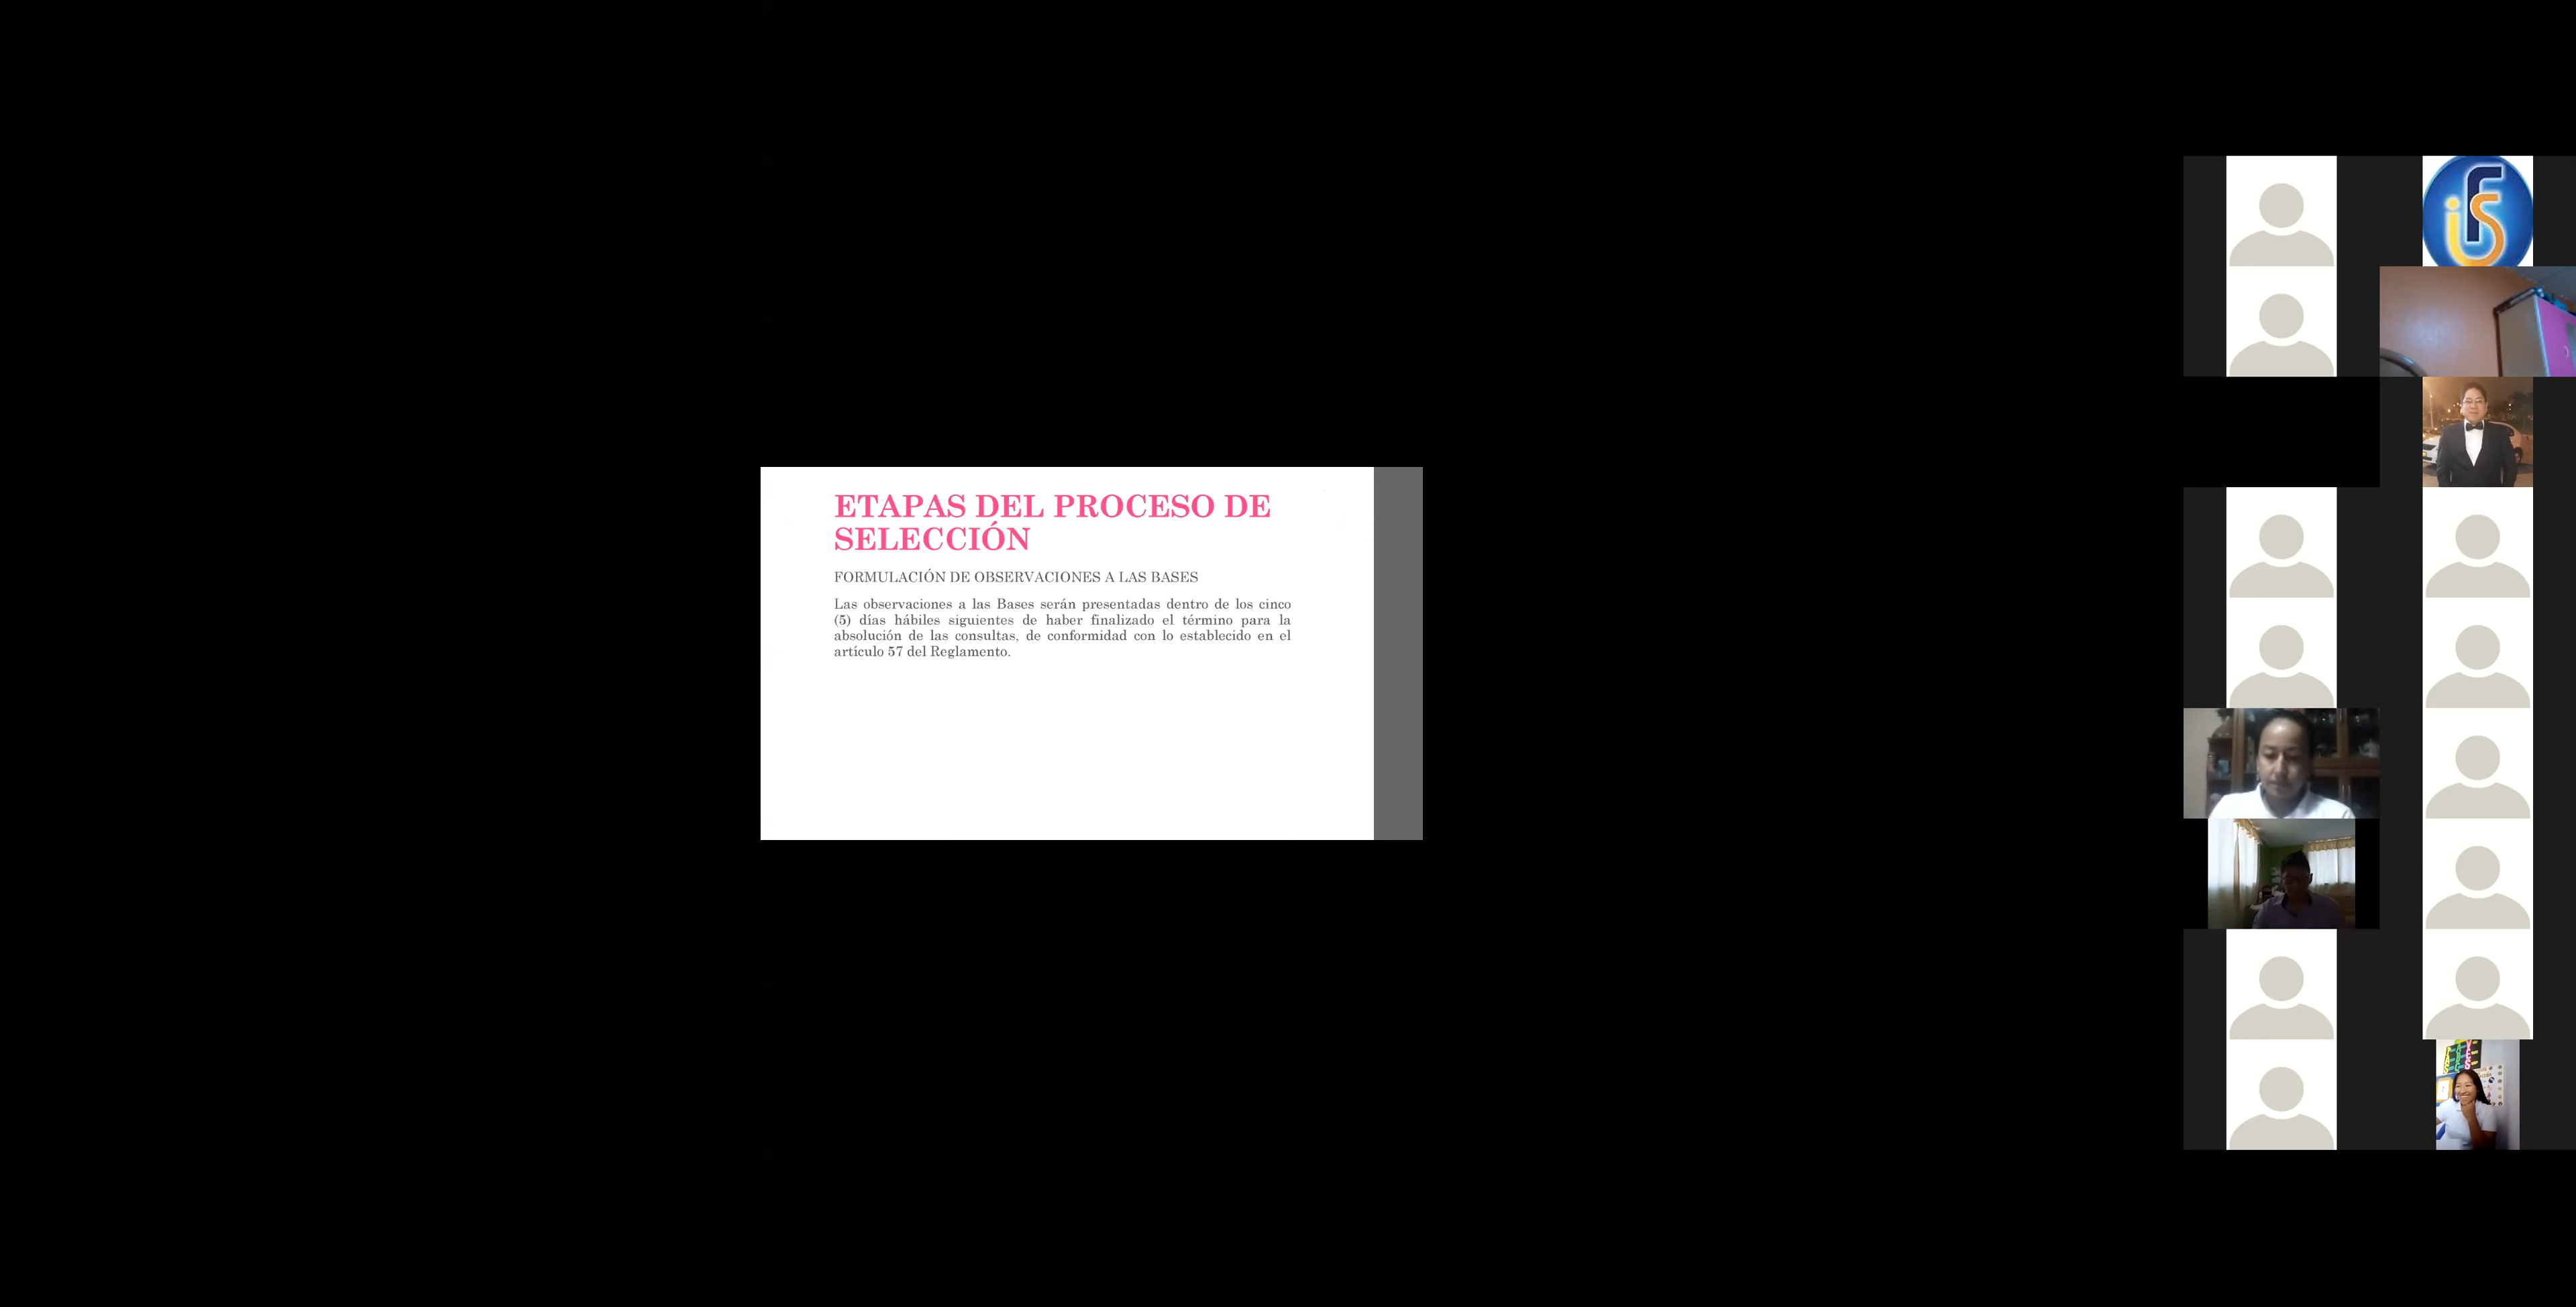 ETAPAS DEL PROCESO DE
SELECCIÓN
FORMULACIÓN DE OBSERVACIONES A LAS BASES
Las observaciones a las Bases serán presentadas dentro de los cinco
(5) días hábiles siguientes de haber finalizado el término para la
absolución de las consultas, de conformidad con lo establecido en el
artículo 57 del Reglamento.
ifs